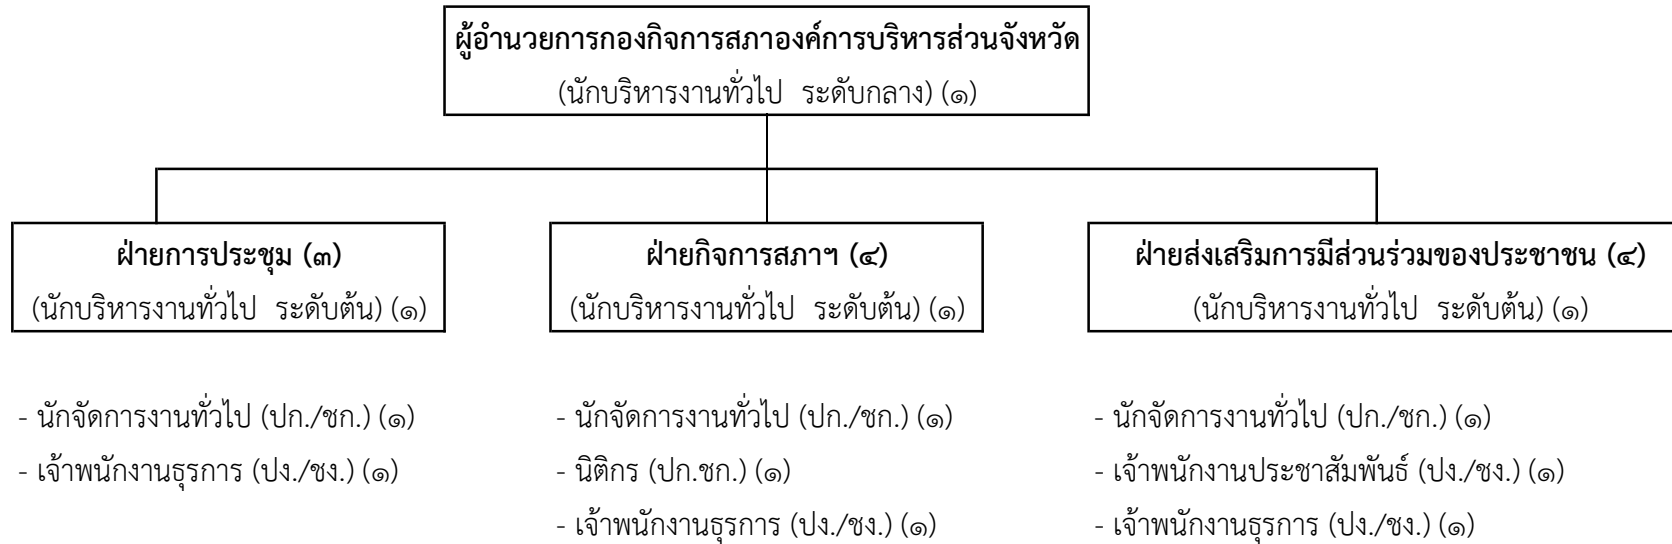 ผู้อำนวยการกองกิจการสภาองค์การบริหารส่วนจังหวัด
(นักบริหารงานทั่วไป ระดับกลาง) (๑)
ฝ่ายการประชุม (๓)
(นักบริหารงานทั่วไป ระดับต้น) (๑)
- นักจัดการงานทั่วไป (ปก./ชก.) (๑)
- เจ้าพนักงานธุรการ (ปง./ชง.) (๑)
ฝ่ายกิจการสภาฯ (๔)
(นักบริหารงานทั่วไป ระดับต้น) (๑)
- นักจัดการงานทั่วไป (ปก./ชก.) (๑)
- นิติกร (ปก.ชก.) (๑)
- เจ้าพนักงานธุรการ (ปง./ชง.) (๑)
ฝ่ายส่งเสริมการมีส่วนร่วมของประชาชน (๔)
(นักบริหารงานทั่วไป ระดับต้น) (๑)
- นักจัดการงานทั่วไป (ปก./ชก.) (๑)
- เจ้าพนักงานประชาสัมพันธ์ (ปง./ชง.) (๑)
- เจ้าพนักงานธุรการ (ปง./ชง.) (๑)